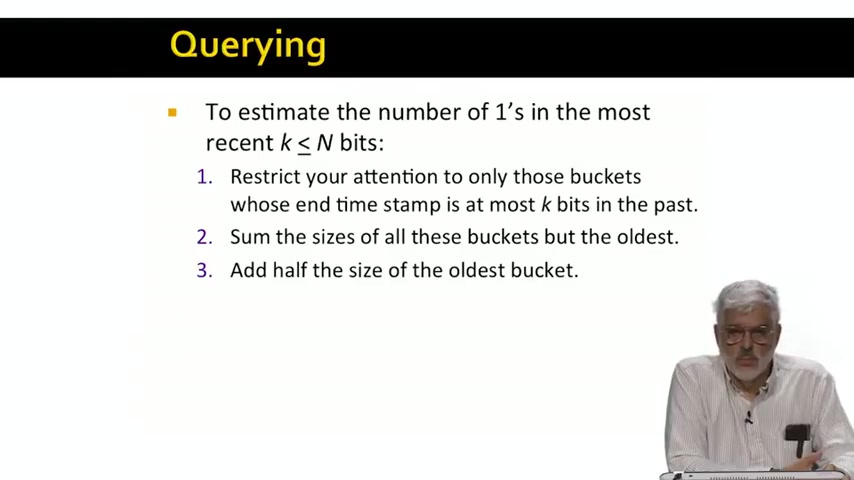 Querying
To estimate the number of 1's in the most
recent k ≤ N bits:
1. Restrict your attention to only those buckets
whose end time stamp is at most k bits in the past.
2. Sum the sizes of all these buckets but the oldest.
3. Add half the size of the oldest bucket.